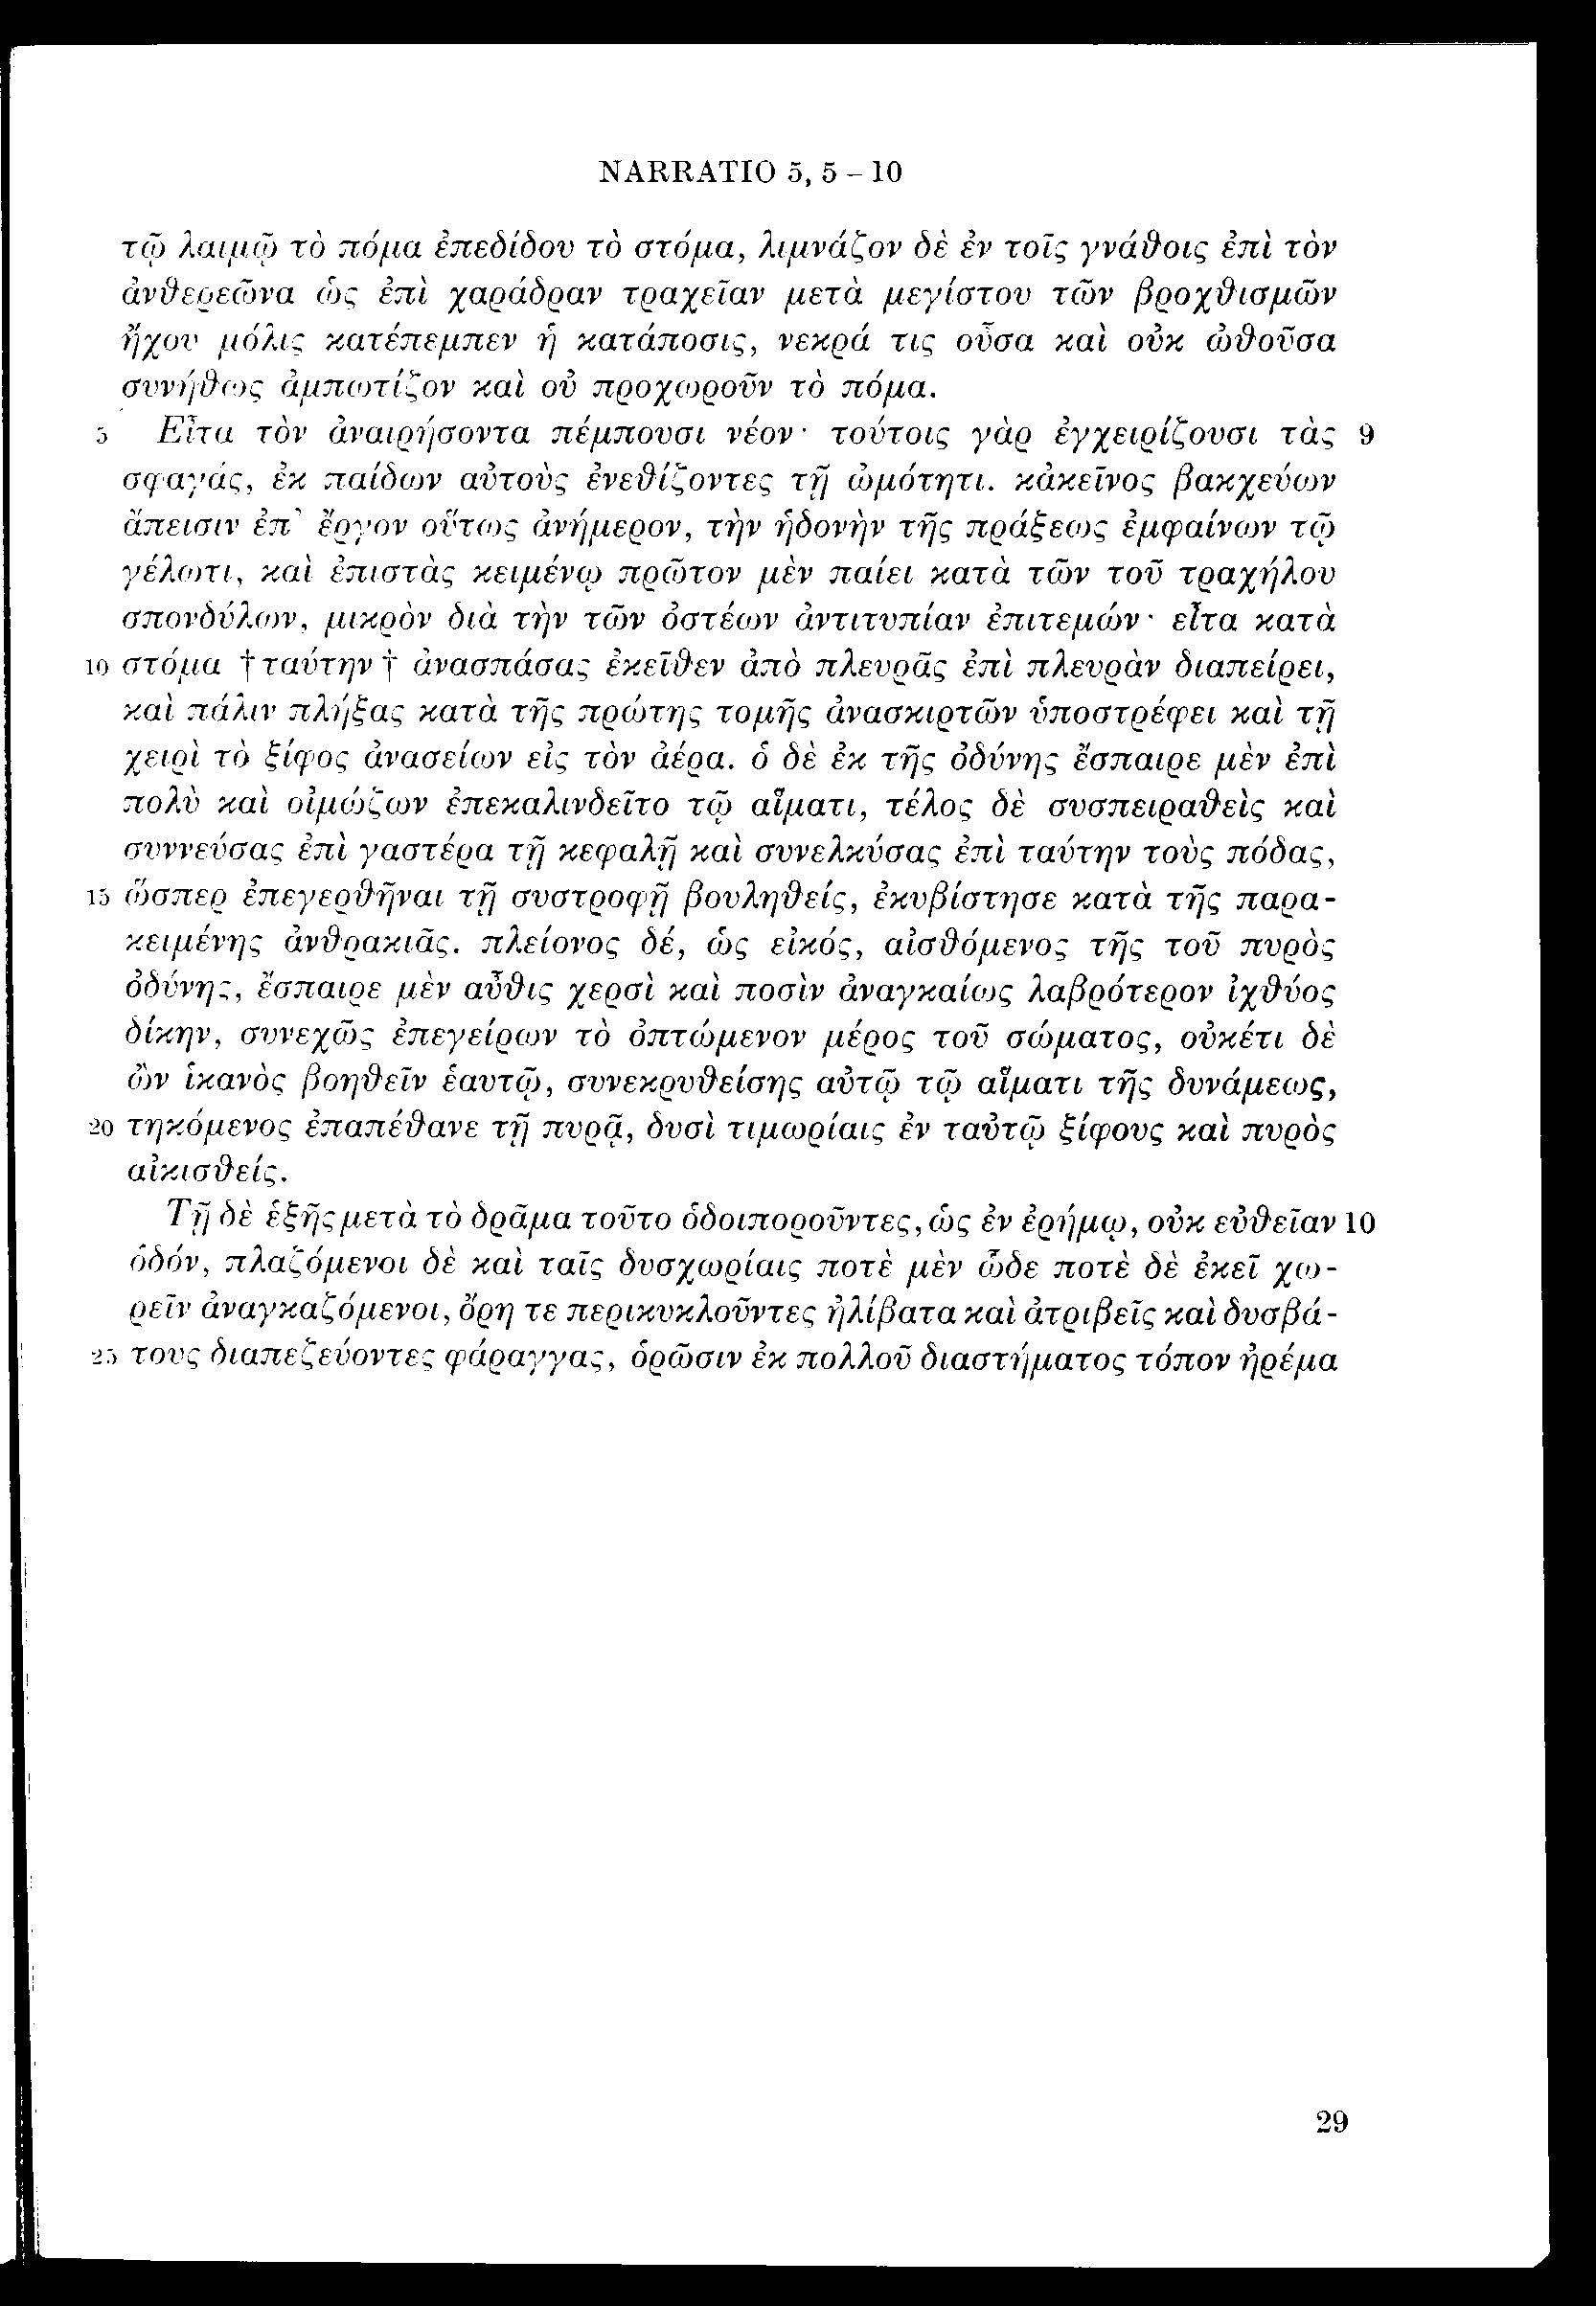 NARRATIO 5, 5 – 10
τῷ λαιμῷ τὸ πόμα ἐπεδίδου τὸ στόμα, λιμνάζον δὲ ἐν τοῖς γνάθοις ἐπὶ τὸν
ἀνθερεῶνα ὡς ἐπὶ χαράδραν τραχεῖαν μετὰ μεγίστου τῶν βροχθισμῶν
ἤχου μόλις κατέπεμπεν ἡ κατάποσις, νεκρά τις οὖσα καὶ οὐκ ὠθοῦσα
συνήθως ἀμπωτίζον καὶ οὐ προχωροῦν τὸ πόμα.
5 Εἶτα τὸν ἀναιρήσοντα πέμπουσι νέον· τούτοις γὰρ ἐγχειρίζουσι τὰς 9
σφαγάς, ἐκ παίδων αὐτοὺς ἐνεθίζοντες τῇ ὠμότητι. κἀκεῖνος βακχεύων
ἄπεισιν ἐπ᾽ ἔργον οὕτως ἀνήμερον, τὴν ἡδονὴν τῆς πράξεως ἐμφαίνων τῷ
γέλωτι, καὶ ἐπιστὰς κειμένῳ πρῶτον μὲν παίει κατὰ τῶν τοῦ τραχήλου
σπονδύλων, μικρὸν διὰ τὴν τῶν ὀστέων ἀντιτυπίαν ἐπιτεμών· εἶτα κατὰ
10 στόμα †ταύτην† ἀνασπάσας ἐκεῖθεν ἀπὸ πλευρᾶς ἐπὶ πλευρὰν διαπείρει,
καὶ πάλιν πλήξας κατὰ τῆς πρώτης τομῆς ἀνασκιρτῶν ὑποστρέφει καὶ τῇ
χειρὶ τὸ ξίφος ἀνασείων εἰς τὸν ἀέρα. ὁ δὲ ἐκ τῆς ὀδύνης ἔσπαιρε μὲν ἐπὶ
πολὺ καὶ οἰμώζων ἐπεκαλινδεῖτο τῷ αἵματι, τέλος δὲ συσπειραθεὶς καὶ
συννεύσας ἐπὶ γαστέρα τῇ κεφαλῇ καὶ συνελκύσας ἐπὶ ταύτην τοὺς πόδας,
15 ὥσπερ ἐπεγερθῆναι τῇ συστροφῇ βουληθείς, ἐκυβίστησε κατὰ τῆς παρα-
κειμένης ἀνθρακιᾶς. πλείονος δέ, ὡς εἰκός, αἰσθόμενος τῆς τοῦ πυρὸς
ὀδύνης, ἔσπαιρε μὲν αὖθις χερσὶ καὶ ποσὶν ἀναγκαίως λαβρότερον ἰχθύος
δίκην, συνεχῶς ἐπεγείρων τὸ ὀπτώμενον μέρος τοῦ σώματος, οὐκέτι δὲ
ὢν ἱκανὸς βοηθεῖν ἑαυτῷ, συνεκρυθείσης αὐτῷ τῷ αἵματι τῆς δυνάμεως,
20 τηκόμενος ἐπαπέθανε τῇ πυρᾷ, δυσὶ τιμωρίαις ἐν ταὐτῷ ξίφους καὶ πυρὸς
αἰκισθείς.
Τῇ δὲ ἑξῆς μετὰ τὸ δρᾶμα τοῦτο ὁδοιποροῦντες, ὡς ἐν ἐρήμῳ, οὐκ εὐθεῖαν 10
ὁδόν, πλαζόμενοι δὲ καὶ ταῖς δυσχωρίαις ποτὲ μὲν ὧδε ποτὲ δὲ ἐκεῖ χω-
ρεῖν ἀναγκαζόμενοι, ὄρη τε περικυκλοῦντες ἠλίβατα καὶ ἀτριβεῖς καὶ δυσβά-
25 τους διαπεζεύοντες φάραγγας, ὁρῶσιν ἐκ πολλοῦ διαστήματος τόπον ἠρέμα
29